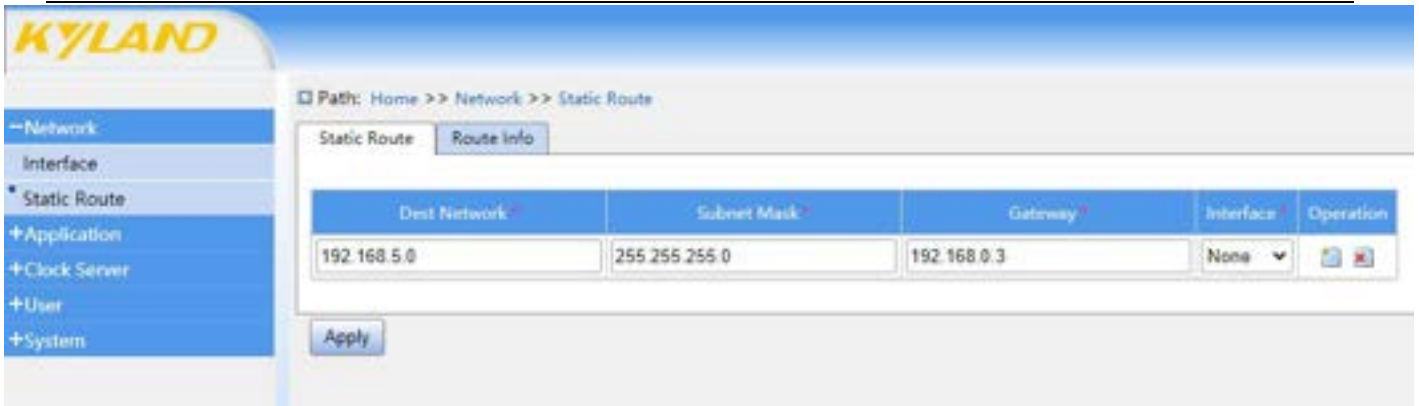 KYLAND
Path: Home >> Network >> Static Route
−Network
Interface
Static Route
+Application
+Clock Server
+User
+System
Static Route Route Info
Dest Network * Subnet Mask * Gateway * Interface * Operation
192.168.5.0 255.255.255.0 192.168.0.3 None
Apply